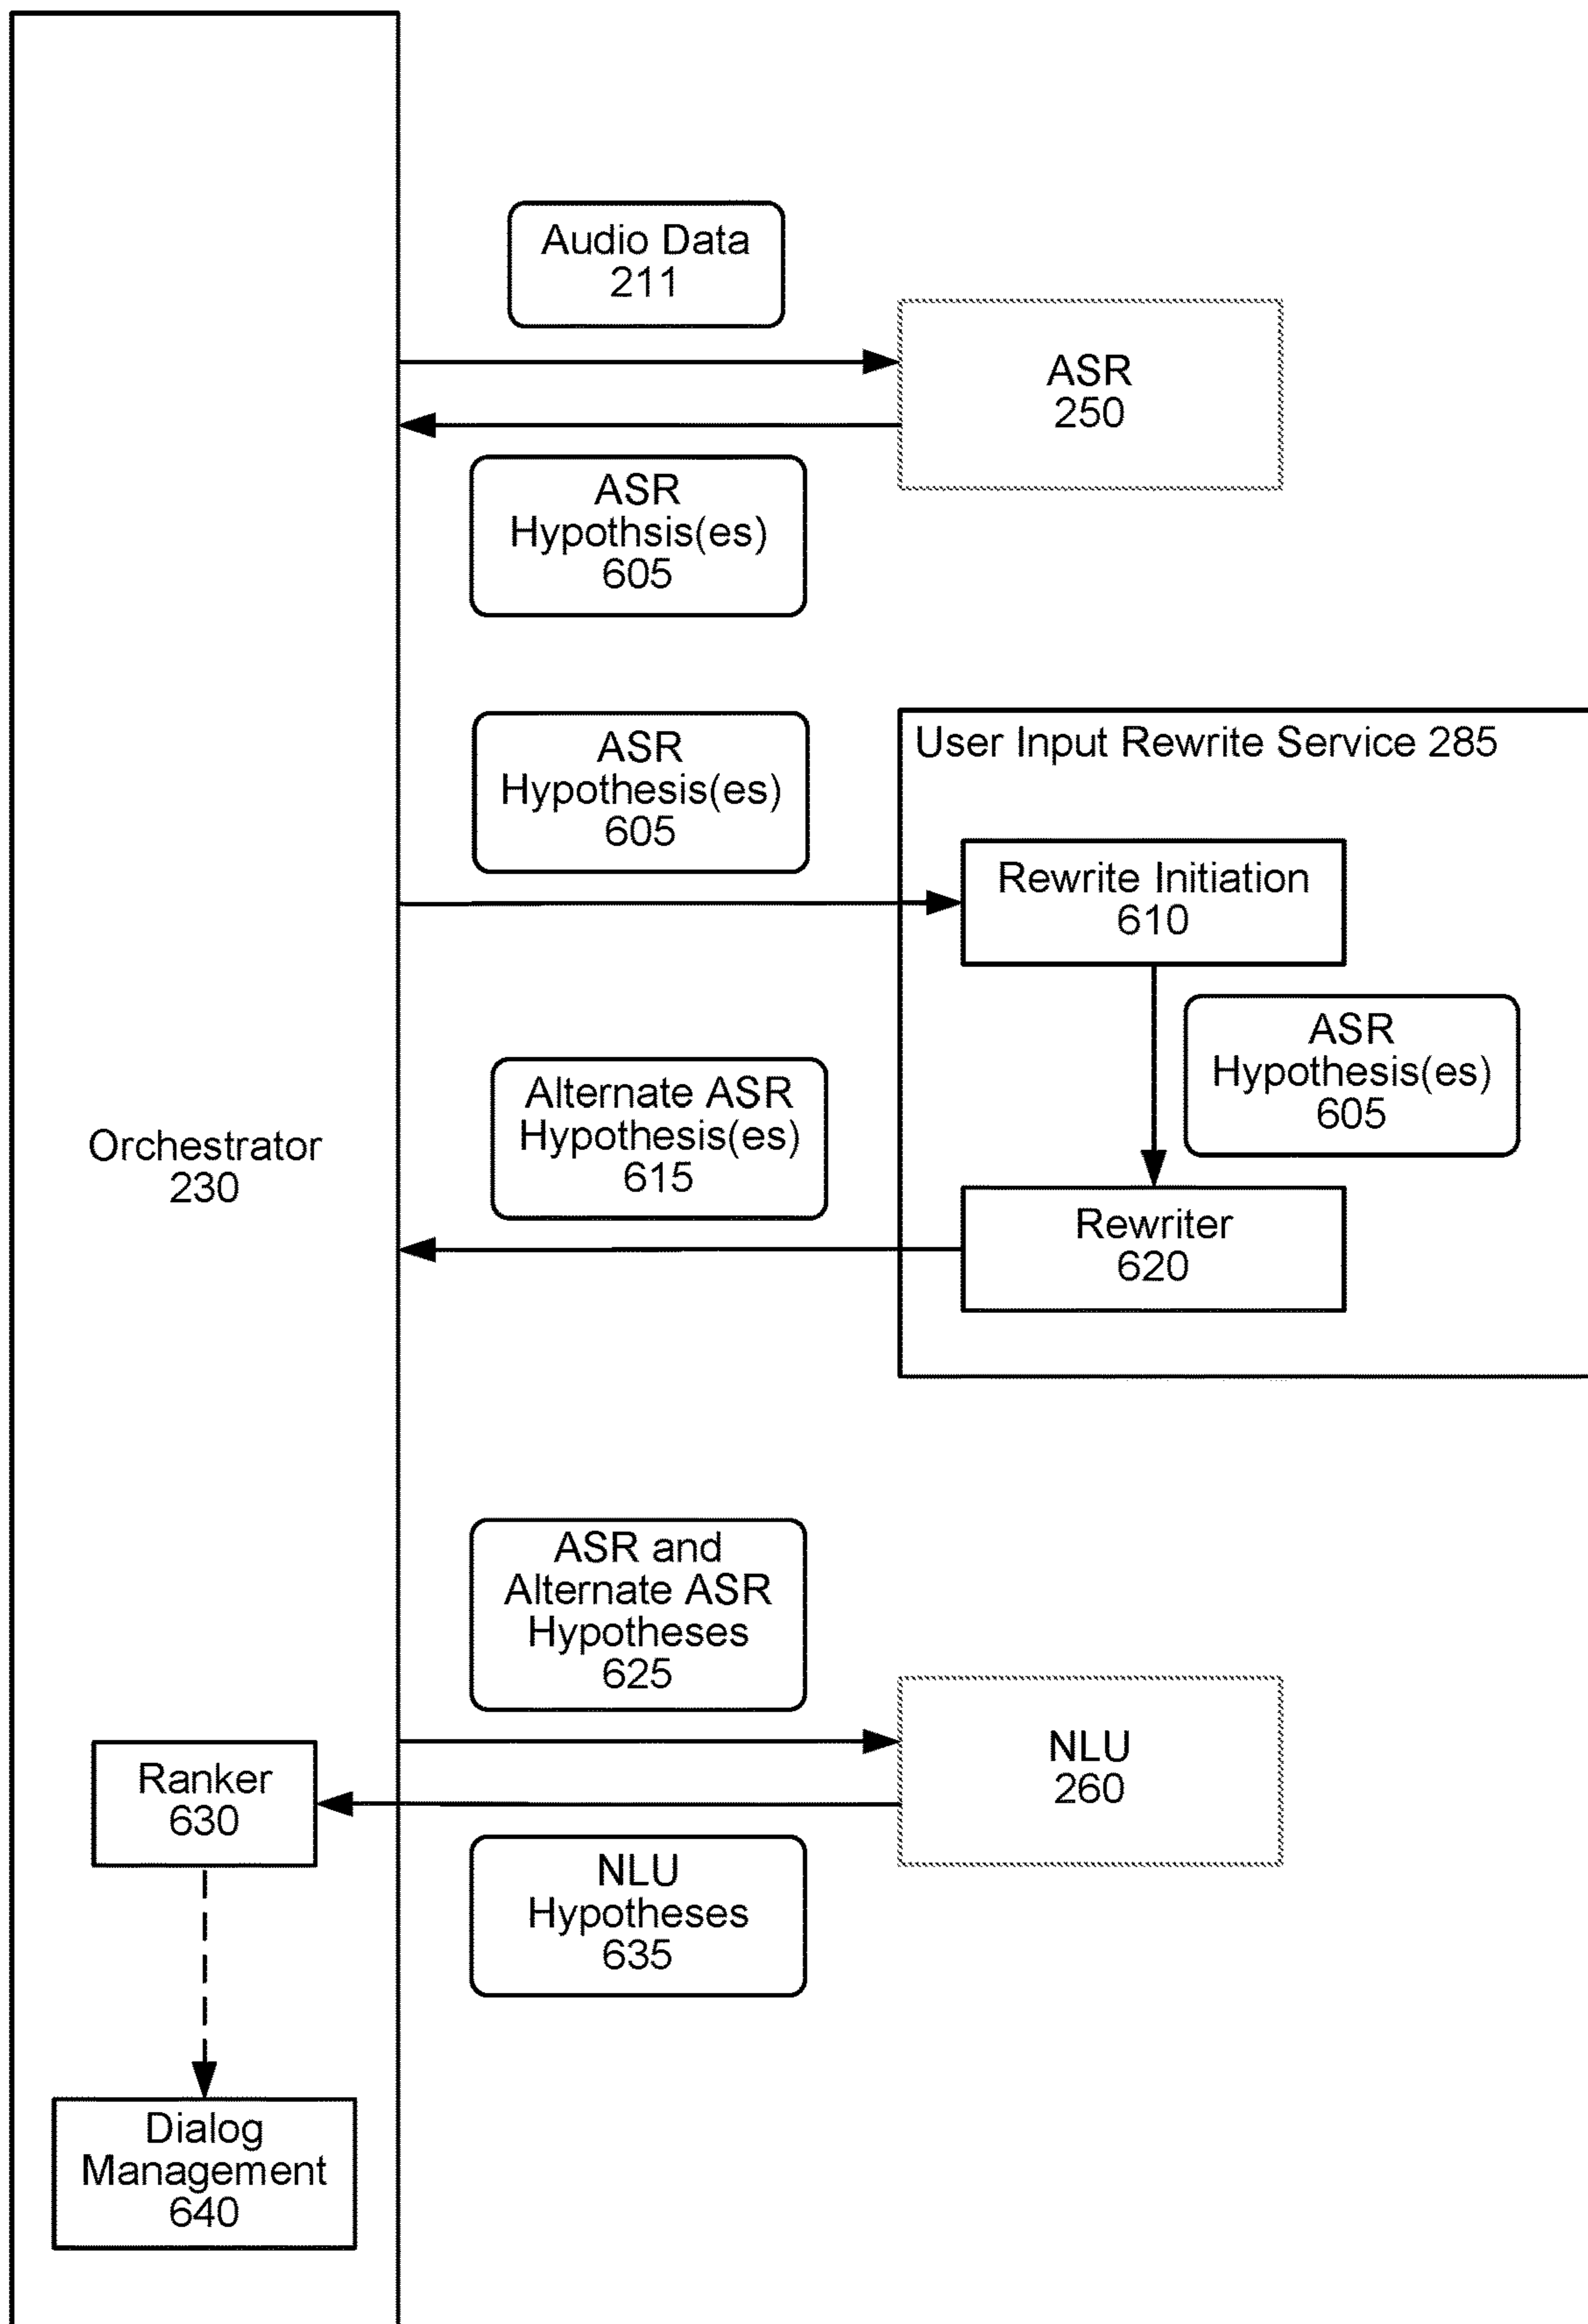 Audio Data
211
ASR
250
ASR
Hypothsis(es)
605
ASR
Hypothesis(es)
605
User Input Rewrite Service 285
Rewrite Initiation
610
ASR
Hypothesis(es)
605
Alternate ASR
Hypothesis(es)
615
Orchestrator
230
Rewriter
620
ASR and
Alternate ASR
Hypotheses
625
NLU
260
Ranker
630
NLU
Hypotheses
635
Dialog
Management
640